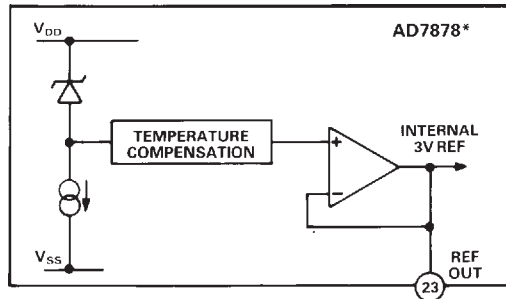 V_DD
AD7878*
TEMPERATURE
COMPENSATION
+
−
INTERNAL
3V REF
V_SS
REF
OUT
23